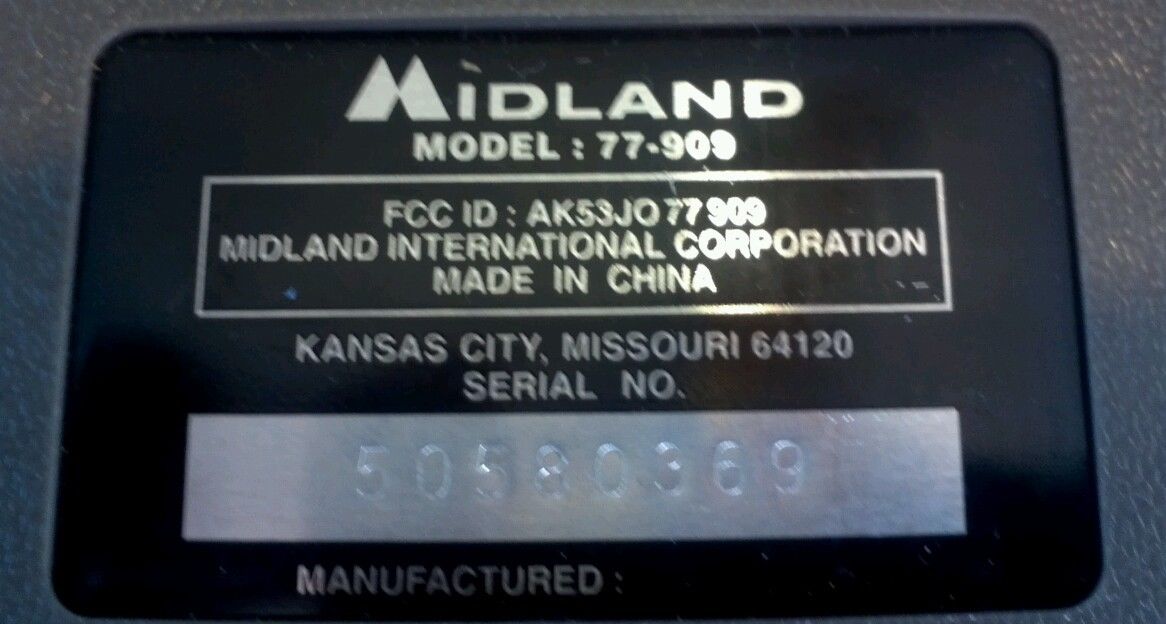 MIDLAND
MODEL : 77-909
FCC ID : AK53JO77909
MIDLAND INTERNATIONAL CORPORATION
MADE IN CHINA
KANSAS CITY, MISSOURI 64120
SERIAL NO.
50580369
MANUFACTURED :